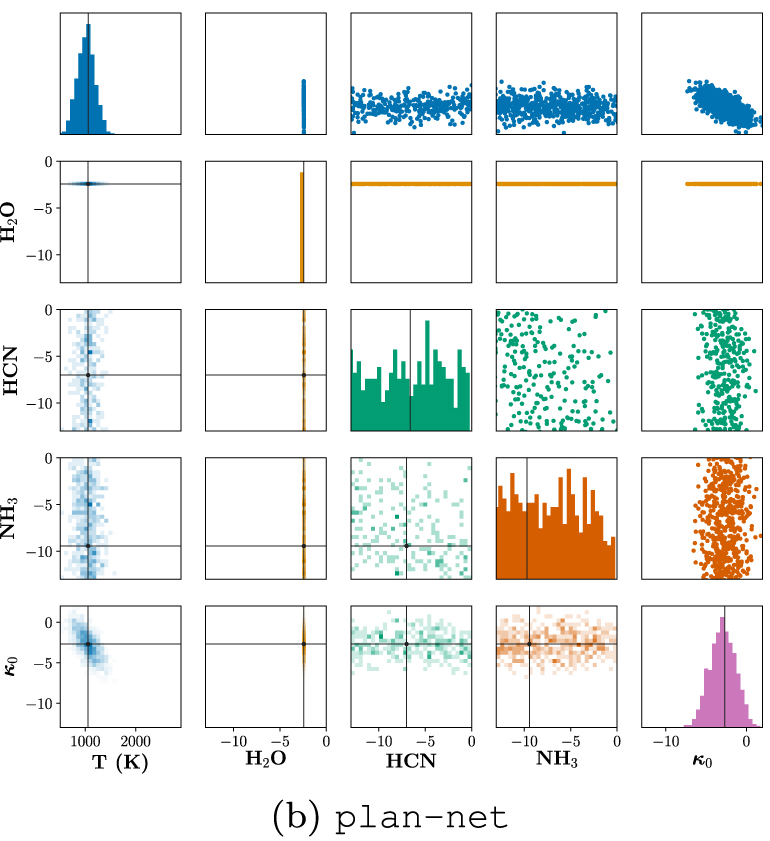 0
−5
−10
H₂O
0
−5
−10
HCN
0
−5
−10
NH₃
0
−5
−10
κ₀
1000 2000
−10 −5 0
−10 −5 0
−10 −5 0
−10 0
T (K)
H₂O
HCN
NH₃
κ₀
(b) plan-net